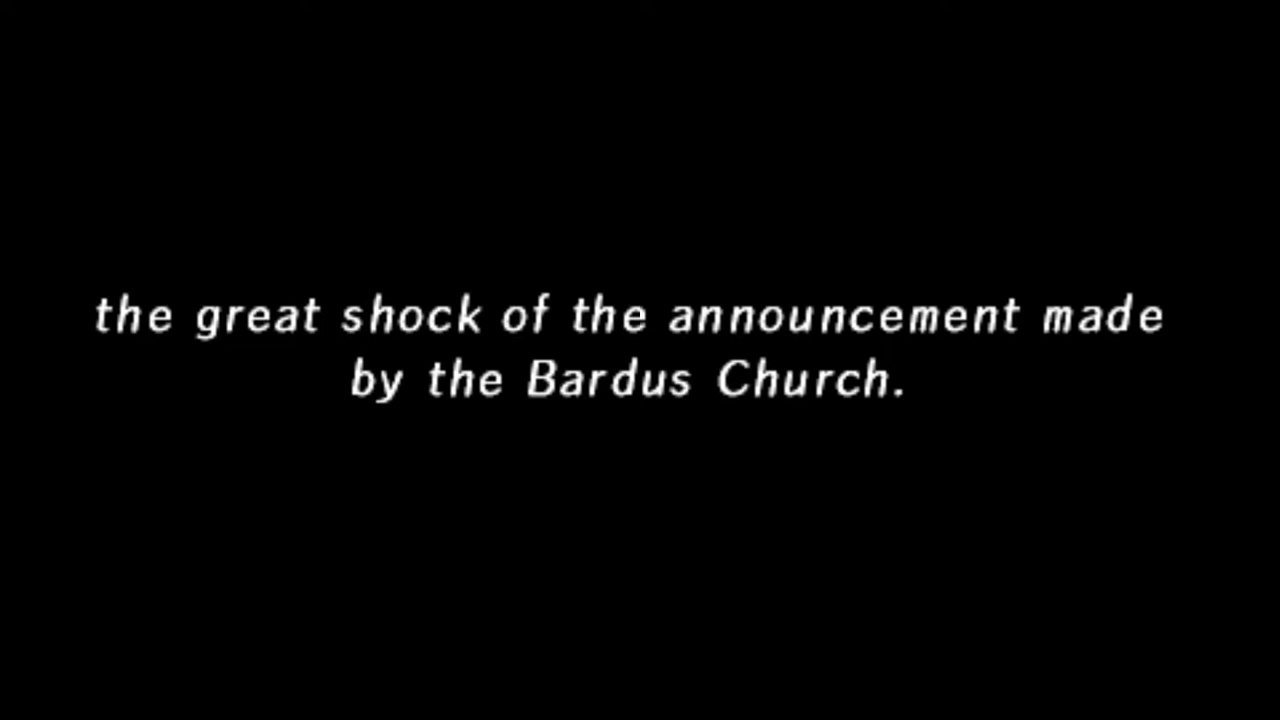 the great shock of the announcement made
by the Bardus Church.